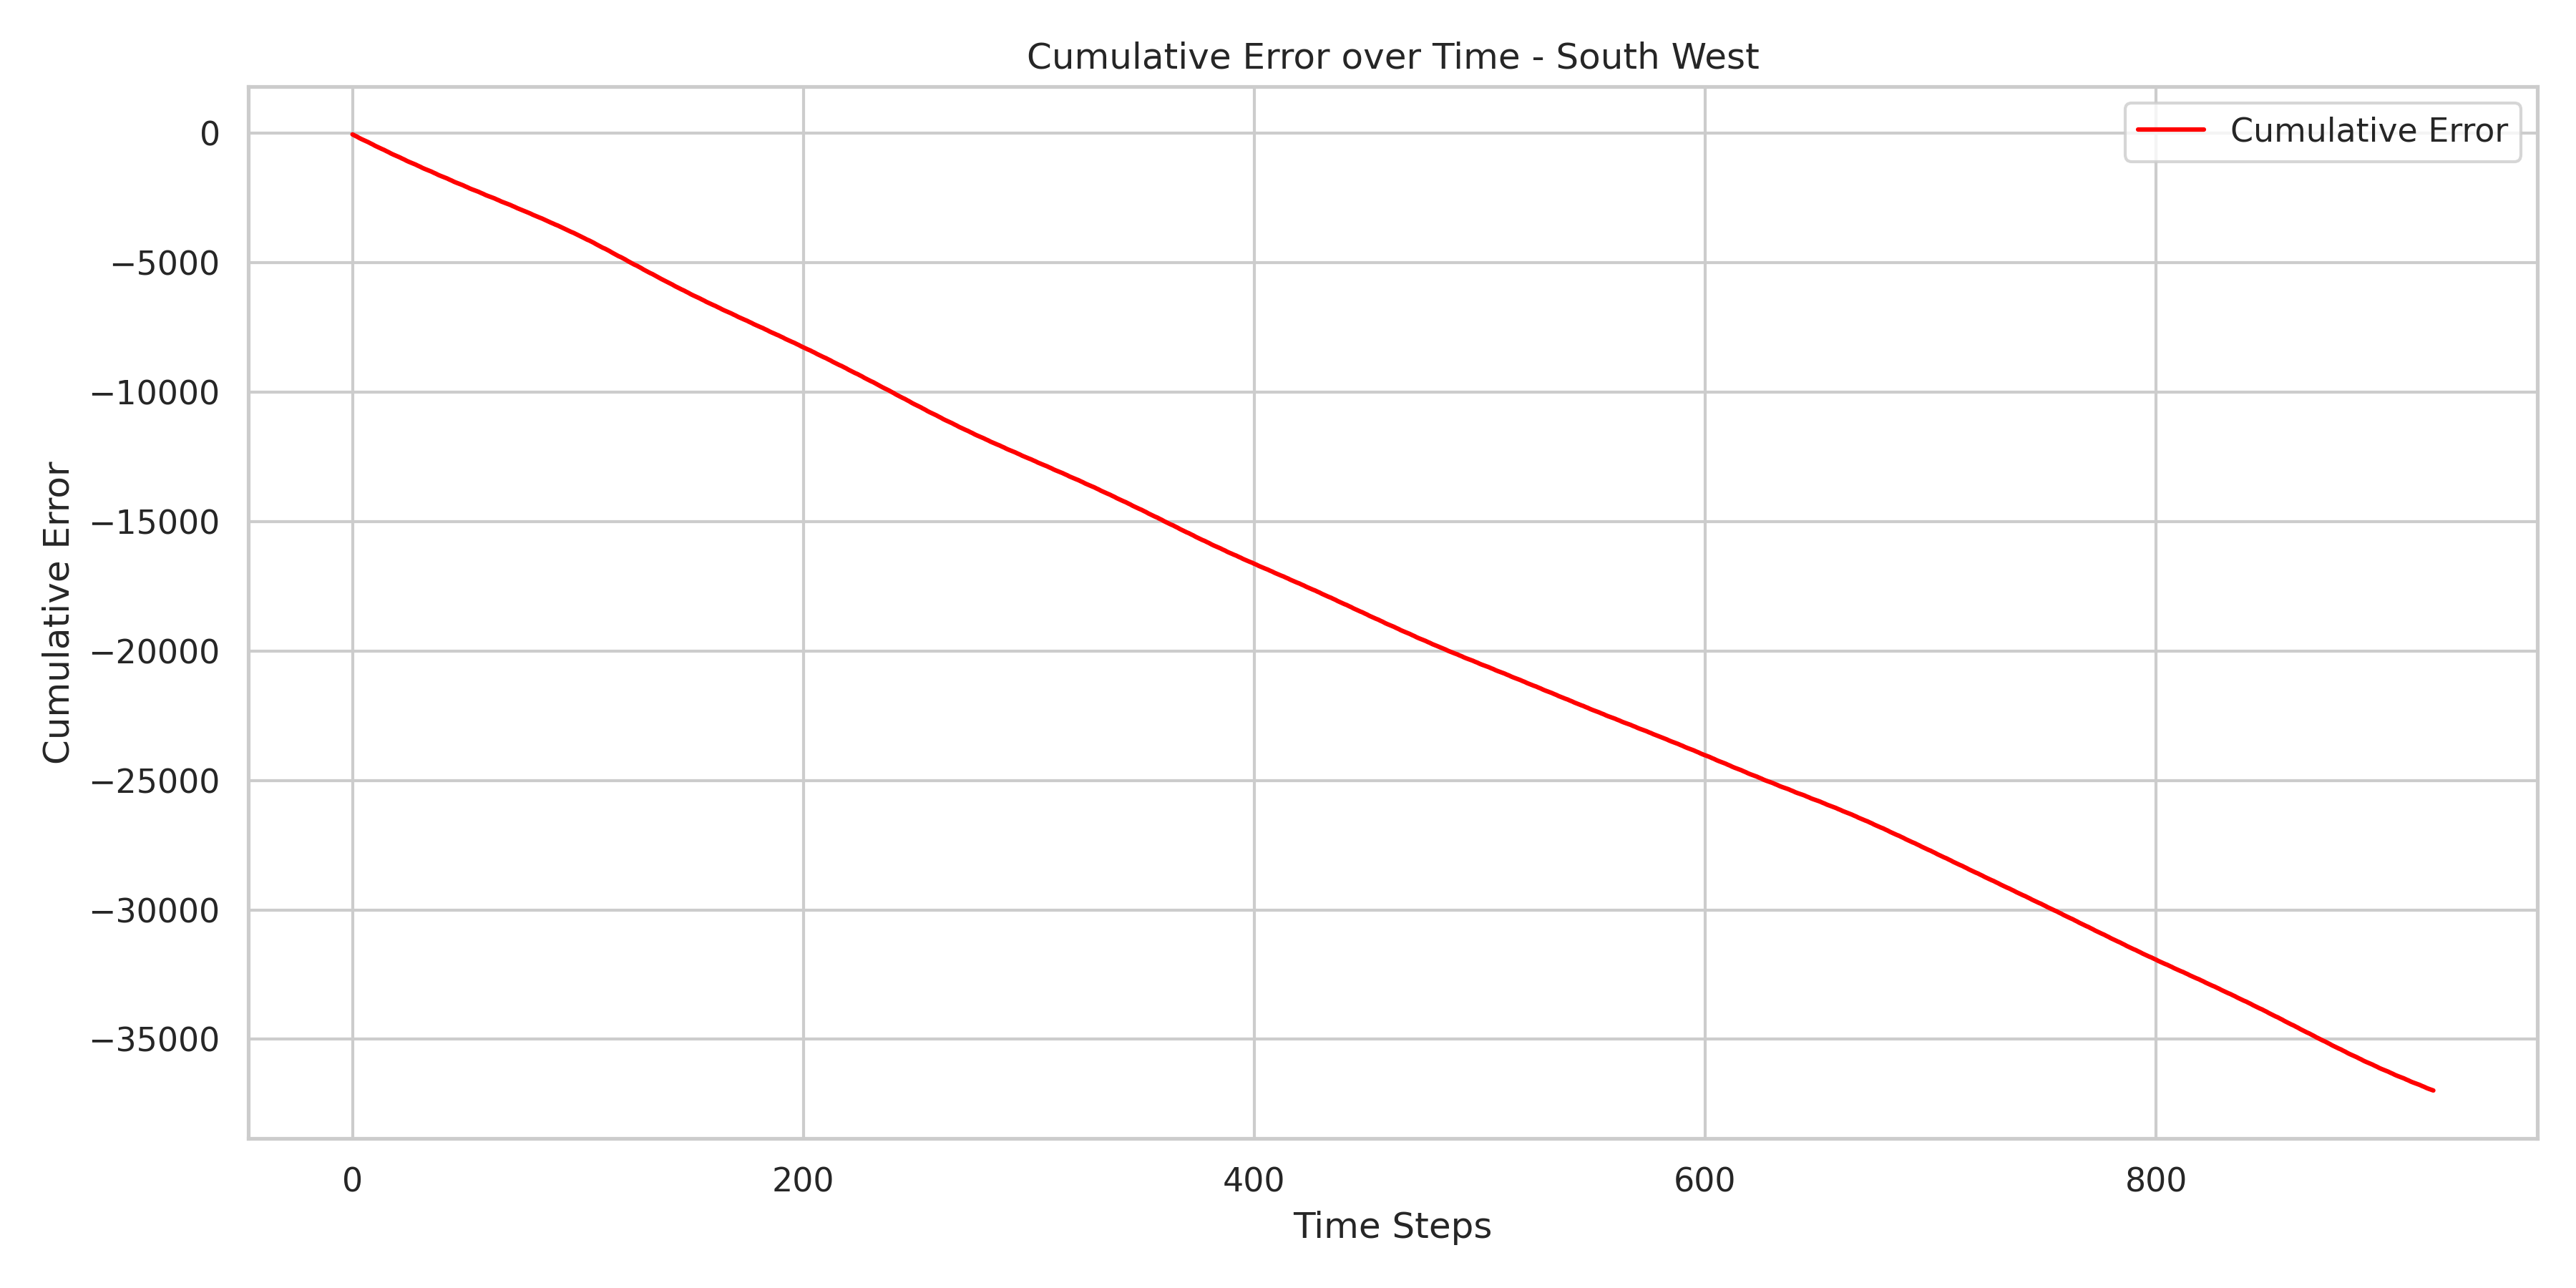 Cumulative Error over Time - South West
Cumulative Error
0
−5000
−10000
−15000
−20000
−25000
−30000
−35000
Cumulative Error
0 200 400 600 800
Time Steps